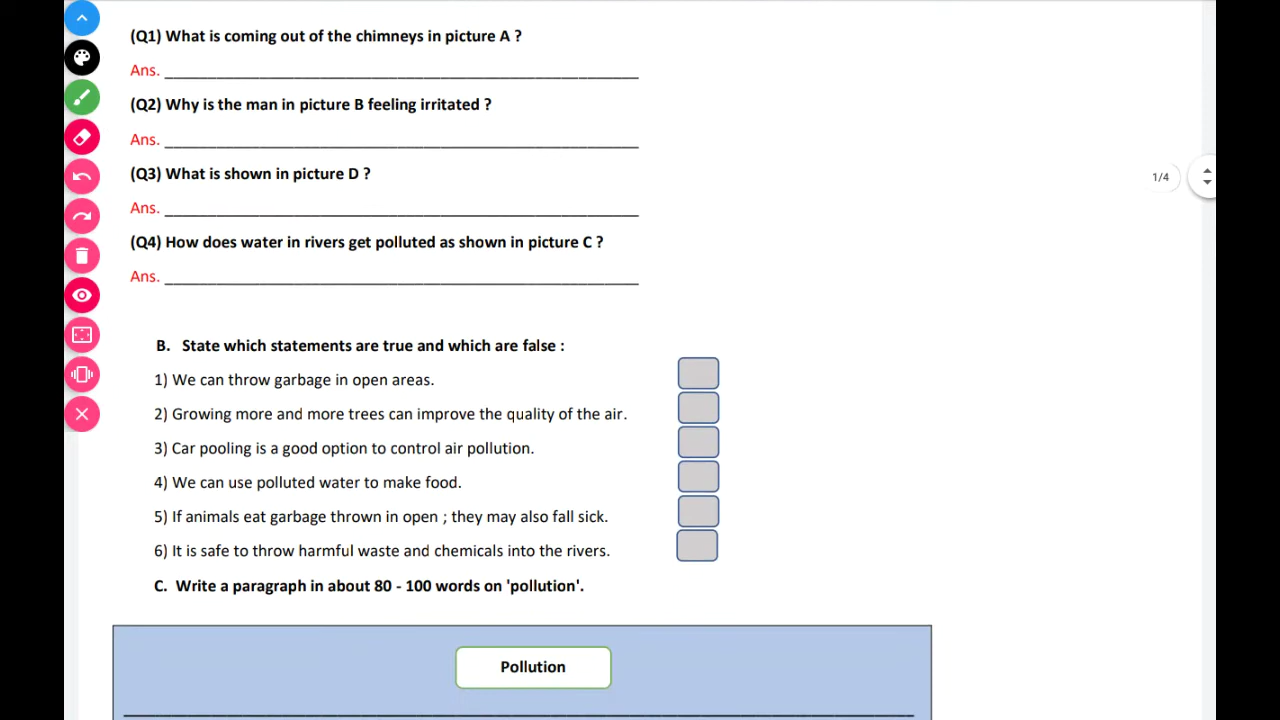 (Q1) What is coming out of the chimneys in picture A ?
Ans. ______________________________________________________
(Q2) Why is the man in picture B feeling irritated ?
Ans. ______________________________________________________
(Q3) What is shown in picture D ?
Ans. ______________________________________________________
1/4
(Q4) How does water in rivers get polluted as shown in picture C ?
Ans. ______________________________________________________
B. State which statements are true and which are false :
1) We can throw garbage in open areas.
2) Growing more and more trees can improve the quality of the air.
3) Car pooling is a good option to control air pollution.
4) We can use polluted water to make food.
5) If animals eat garbage thrown in open ; they may also fall sick.
6) It is safe to throw harmful waste and chemicals into the rivers.
C. Write a paragraph in about 80 - 100 words on 'pollution'.
Pollution